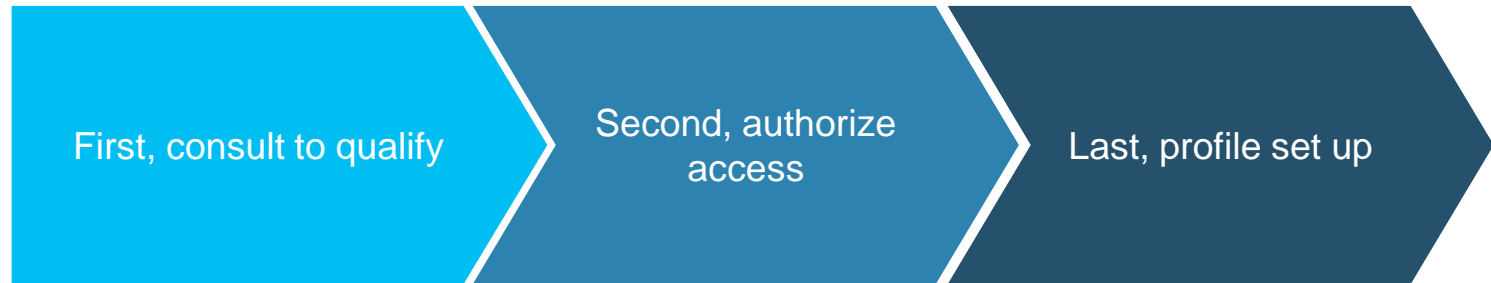 First, consult to qualify
Second, authorize
access
Last, profile set up